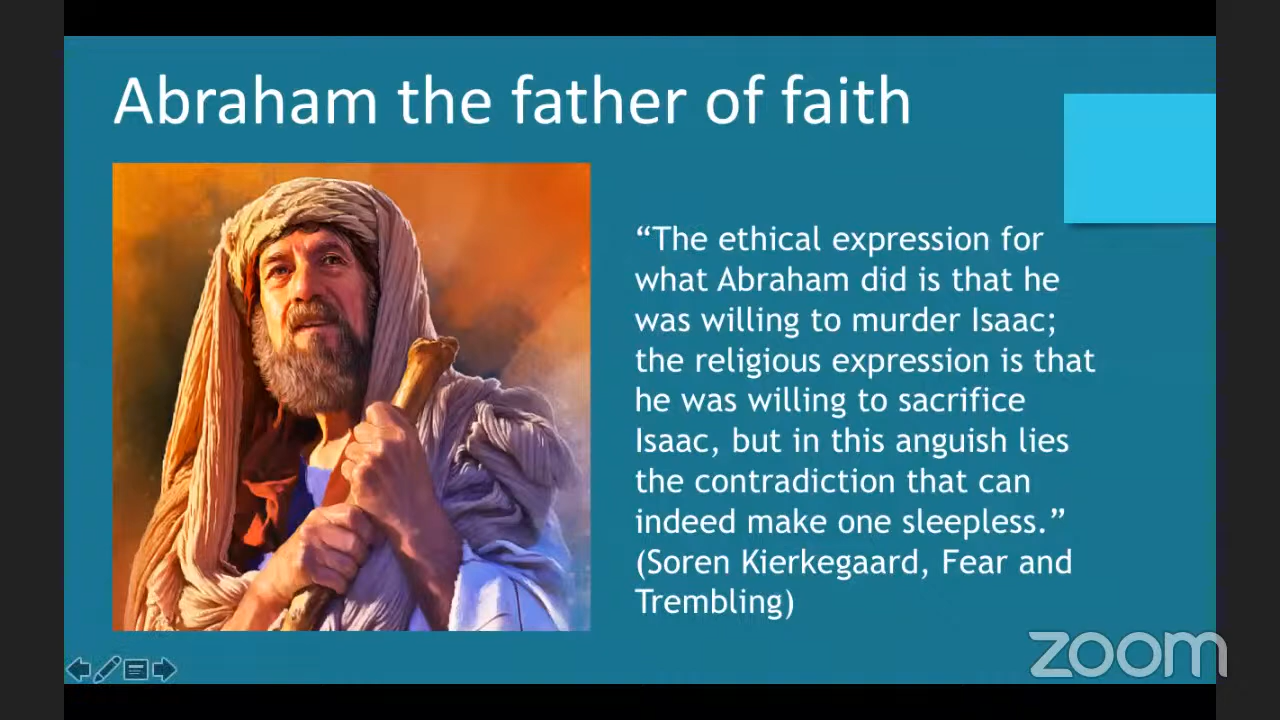 Abraham the father of faith
“The ethical expression for
what Abraham did is that he
was willing to murder Isaac;
the religious expression is that
he was willing to sacrifice
Isaac, but in this anguish lies
the contradiction that can
indeed make one sleepless.”
(Soren Kierkegaard, Fear and
Trembling)
zoom